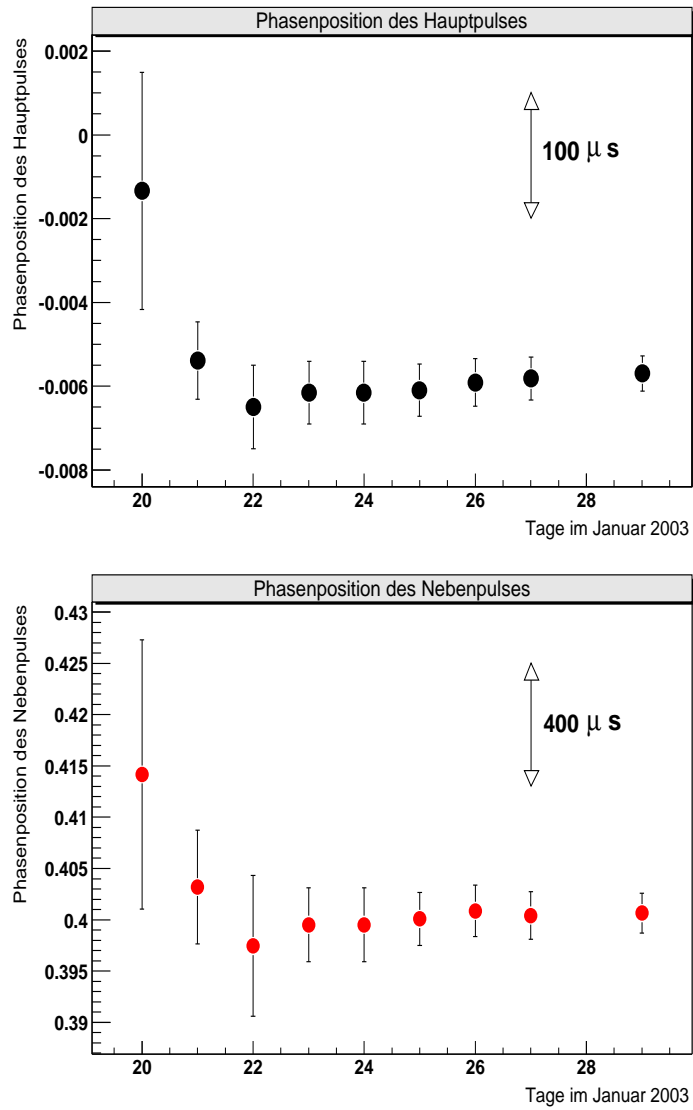 Phasenposition des Hauptpulses
Phasenposition des Hauptpulses
0.002
0
-0.002
-0.004
-0.006
-0.008
100 μ s
20 22 24 26 28
Tage im Januar 2003
Phasenposition des Nebenpulses
Phasenposition des Nebenpulses
0.43
0.425
0.42
0.415
0.41
0.405
0.4
0.395
0.39
400 μ s
20 22 24 26 28
Tage im Januar 2003